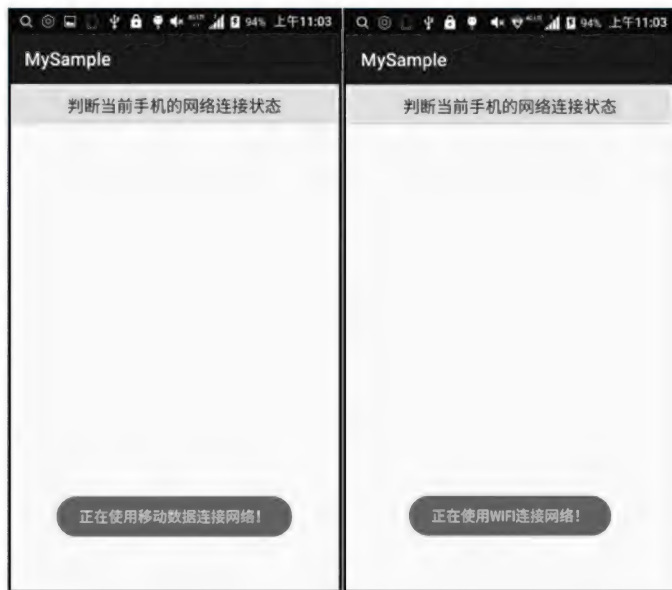 94% 上午11:03
MySample
判断当前手机的网络连接状态
正在使用移动数据连接网络!
94% 上午11:03
MySample
判断当前手机的网络连接状态
正在使用WIFI连接网络!